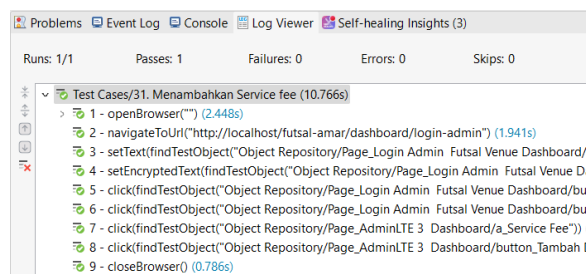 Problems Event Log Console Log Viewer Self-healing Insights (3)
Runs: 1/1 Passes: 1 Failures: 0 Errors: 0 Skips: 0
Test Cases/31. Menambahkan Service fee (10.766s)
1 - openBrowser("") (2.448s)
2 - navigateToUrl("http://localhost/futsal-amar/dashboard/login-admin") (1.941s)
3 - setText(findTestObject("Object Repository/Page_Login Admin Futsal Venue Dashboard/
4 - setEncryptedText(findTestObject("Object Repository/Page_Login Admin Futsal Venue D
5 - click(findTestObject("Object Repository/Page_Login Admin Futsal Venue Dashboard/bu
6 - click(findTestObject("Object Repository/Page_Login Admin Futsal Venue Dashboard/bu
7 - click(findTestObject("Object Repository/Page_AdminLTE 3 Dashboard/a_Service Fee"))
8 - click(findTestObject("Object Repository/Page_AdminLTE 3 Dashboard/button_Tambah
9 - closeBrowser() (0.786s)